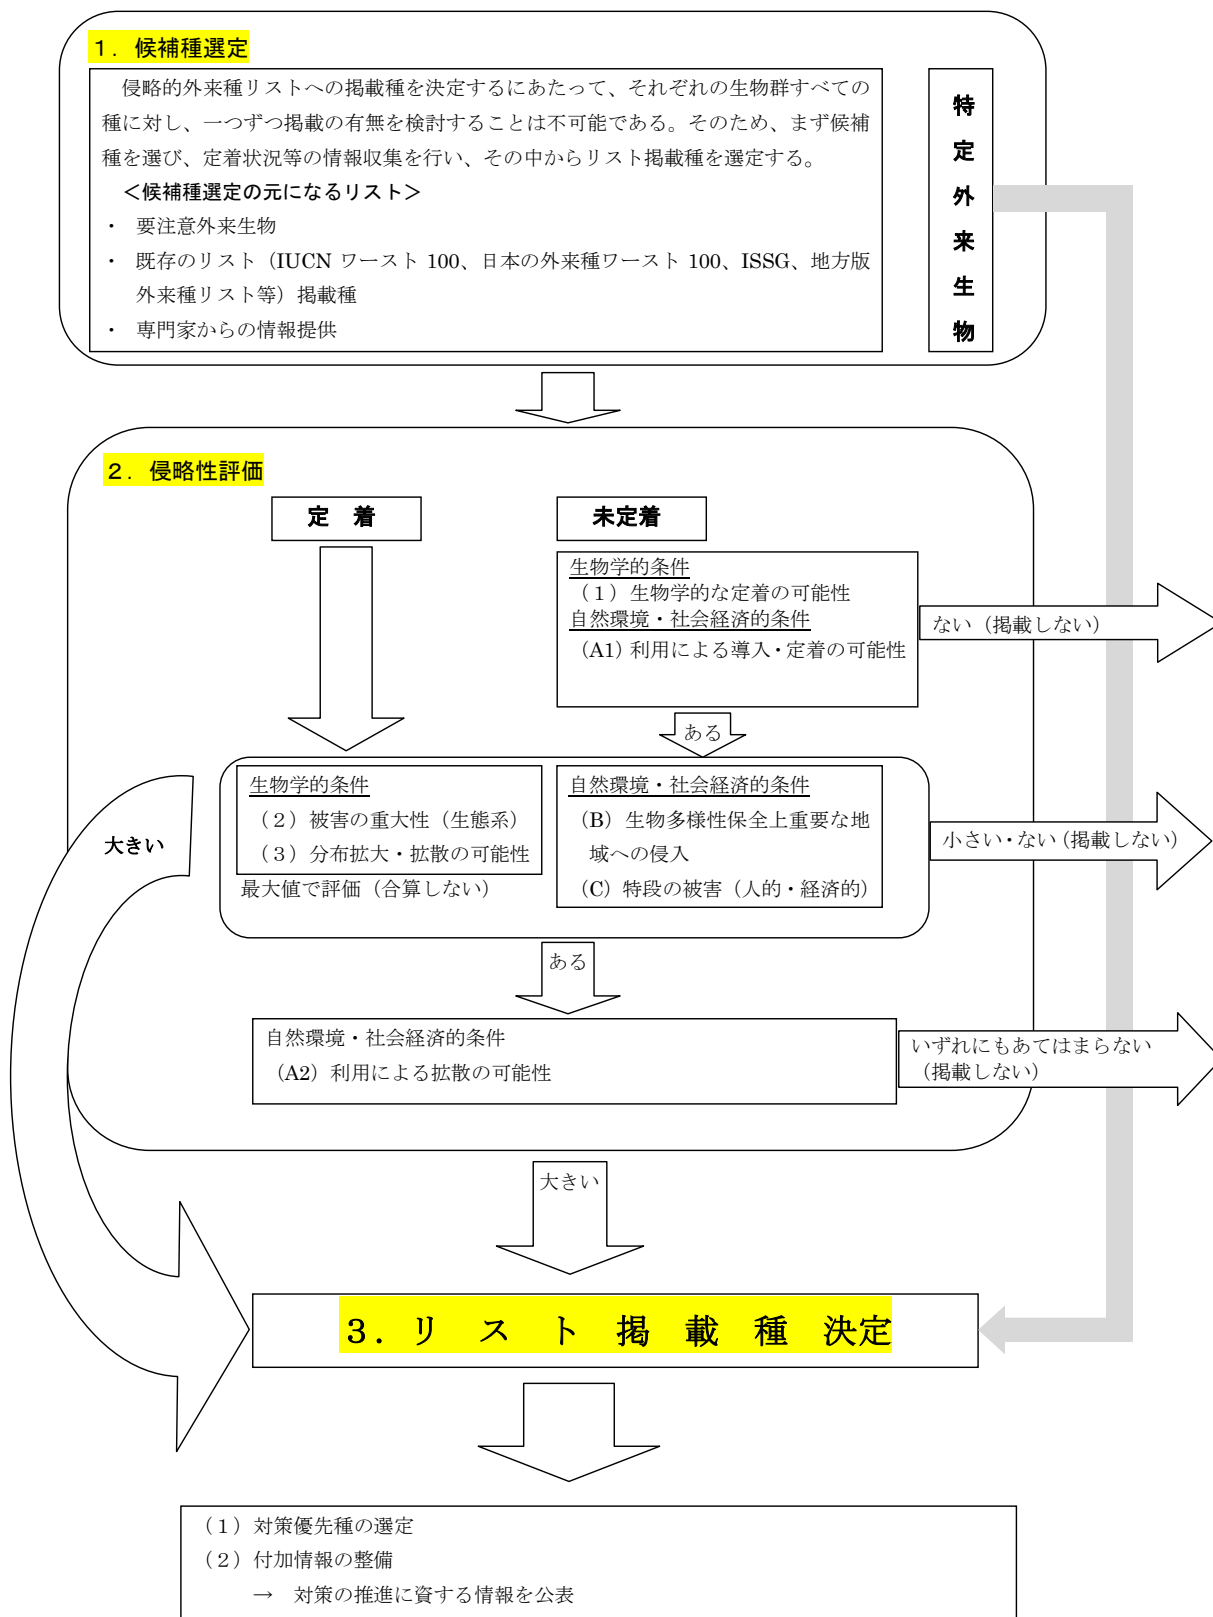 １．候補種選定
侵略的外来種リストへの掲載種を決定するにあたって、それぞれの生物群すべての
種に対し、一つずつ掲載の有無を検討することは不可能である。そのため、まず候補
種を選び、定着状況等の情報収集を行い、その中からリスト掲載種を選定する。
＜候補種選定の元になるリスト＞
・ 要注意外来生物
・ 既存のリスト（IUCN ワースト 100、日本の外来種ワースト 100、ISSG、地方版
外来種リスト等）掲載種
・ 専門家からの情報提供
特定外来生物
２．侵略性評価
定　着
未定着
生物学的条件
（１）生物学的な定着の可能性
自然環境・社会経済的条件
（A1）利用による導入・定着の可能性
ない（掲載しない）
ある
生物学的条件
（２）被害の重大性（生態系）
（３）分布拡大・拡散の可能性
最大値で評価（合算しない）
自然環境・社会経済的条件
（B）生物多様性保全上重要な地
域への侵入
（C）特段の被害（人的・経済的）
大きい
小さい・ない（掲載しない）
ある
自然環境・社会経済的条件
（A2）利用による拡散の可能性
いずれにもあてはまらない
（掲載しない）
大きい
３．リ ス ト 掲 載 種 決定
（１）対策優先種の選定
（２）付加情報の整備
→　対策の推進に資する情報を公表